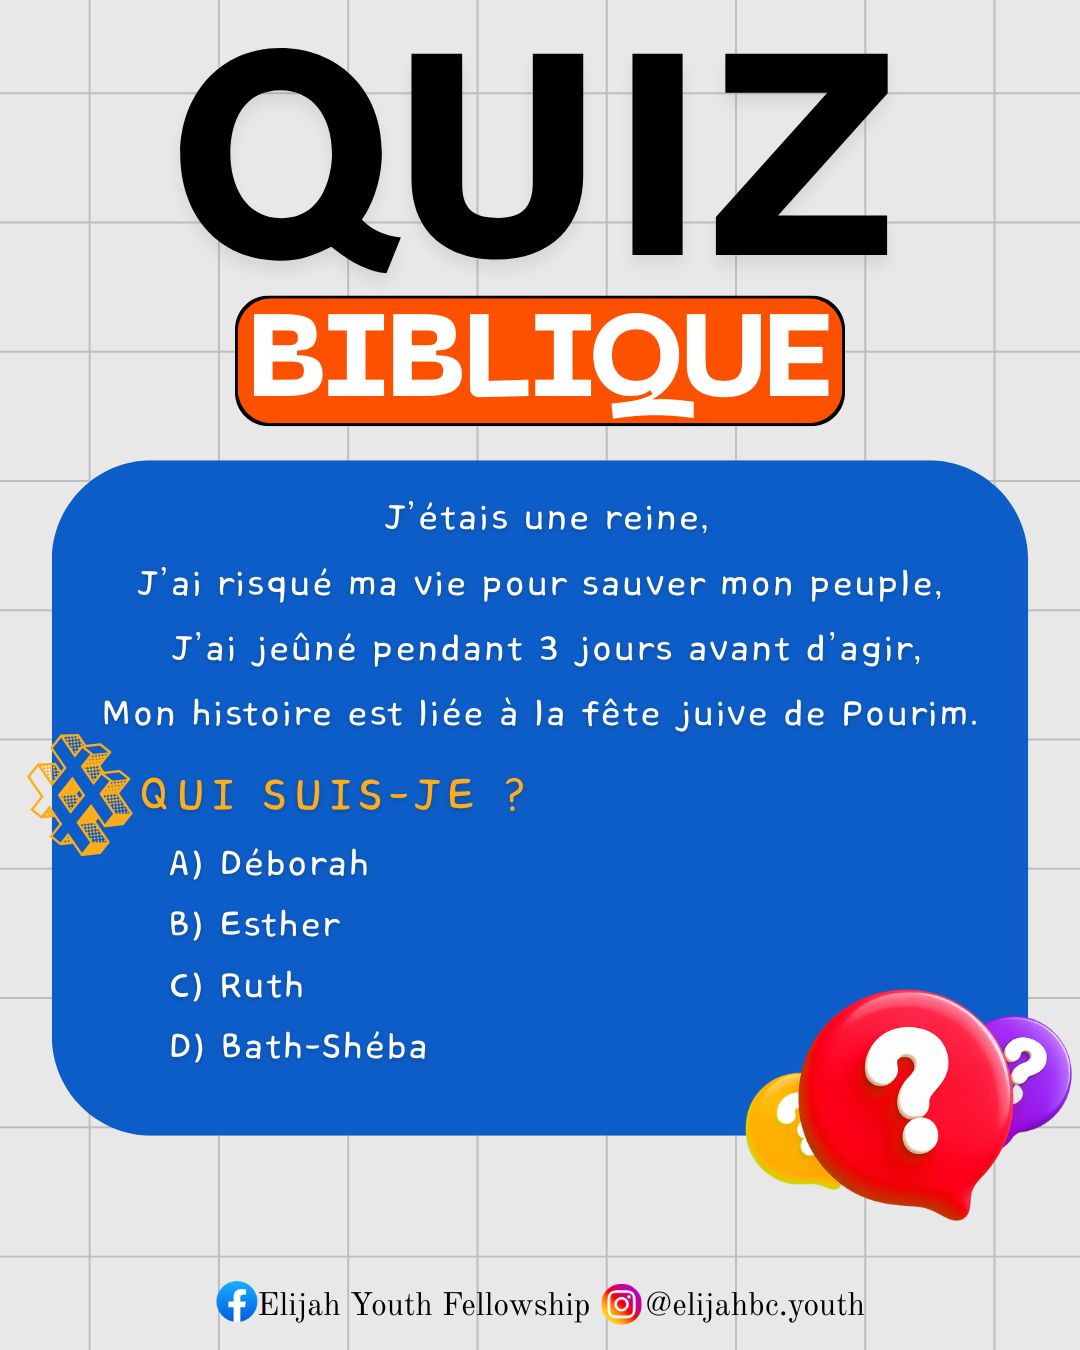 QUIZ
BIBLIQUE
J'étais une reine,
J'ai risqué ma vie pour sauver mon peuple,
J'ai jeûné pendant 3 jours avant d'agir,
Mon histoire est liée à la fête juive de Pourim.
QUI SUIS-JE ?
A) Déborah
B) Esther
C) Ruth
D) Bath-Shéba
Elijah Youth Fellowship @elijahbc.youth